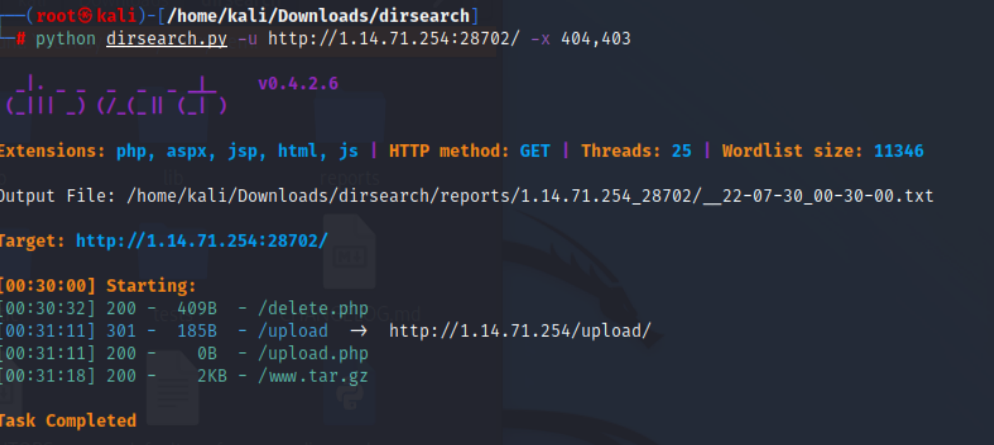 (root㉿kali)-[/home/kali/Downloads/dirsearch]
# python dirsearch.py -u http://1.14.71.254:28702/ -x 404,403
_|. _ _ _ _ _ _|_ v0.4.2.6
(_||| _) (/_(_|| (_| )
Extensions: php, aspx, jsp, html, js | HTTP method: GET | Threads: 25 | Wordlist size: 11346
Output File: /home/kali/Downloads/dirsearch/reports/1.14.71.254_28702/__22-07-30_00-30-00.txt
Target: http://1.14.71.254:28702/
[00:30:00] Starting:
[00:30:32] 200 - 409B - /delete.php
[00:31:11] 301 - 185B - /upload → http://1.14.71.254/upload/
[00:31:11] 200 - 0B - /upload.php
[00:31:18] 200 - 2KB - /www.tar.gz
Task Completed